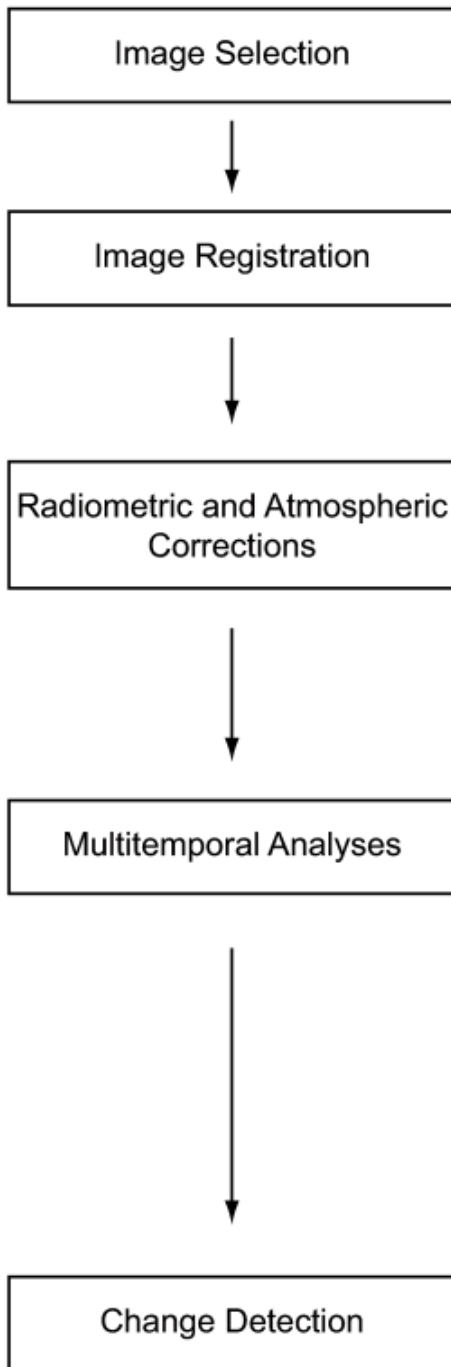 Image Selection
Image Registration
Radiometric and Atmospheric
Corrections
Multitemporal Analyses
Change Detection